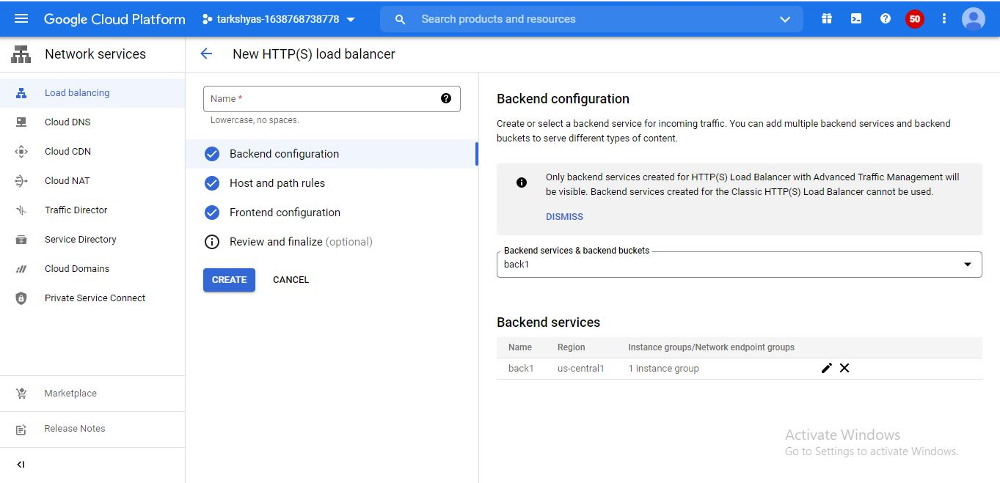 Google Cloud Platform
tarkshyas-1638768738778
Search products and resources
50
Network services
New HTTP(S) load balancer
Load balancing
Cloud DNS
Cloud CDN
Cloud NAT
Traffic Director
Service Directory
Cloud Domains
Private Service Connect
Marketplace
Release Notes
Name *
Lowercase, no spaces.
Backend configuration
Host and path rules
Frontend configuration
Review and finalize (optional)
CREATE CANCEL
Backend configuration
Create or select a backend service for incoming traffic. You can add multiple backend services and backend
buckets to serve different types of content.
Only backend services created for HTTP(S) Load Balancer with Advanced Traffic Management will
be visible. Backend services created for the Classic HTTP(S) Load Balancer cannot be used.
DISMISS
Backend services & backend buckets
back1
Backend services
Name Region Instance groups/Network endpoint groups
back1 us-central1 1 instance group
Activate Windows
Go to Settings to activate Windows.